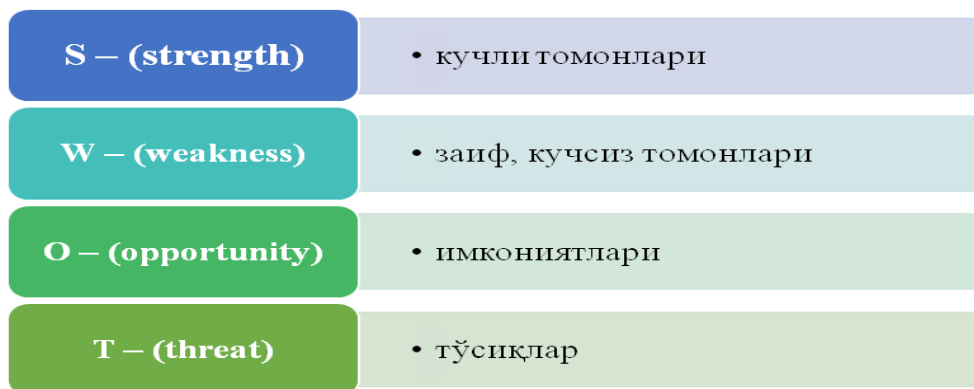 S – (strength)
• кучли томонлари
W – (weakness)
• заиф, кучсиз томонлари
O – (opportunity)
• имкониятлари
T – (threat)
• тўсиқлар